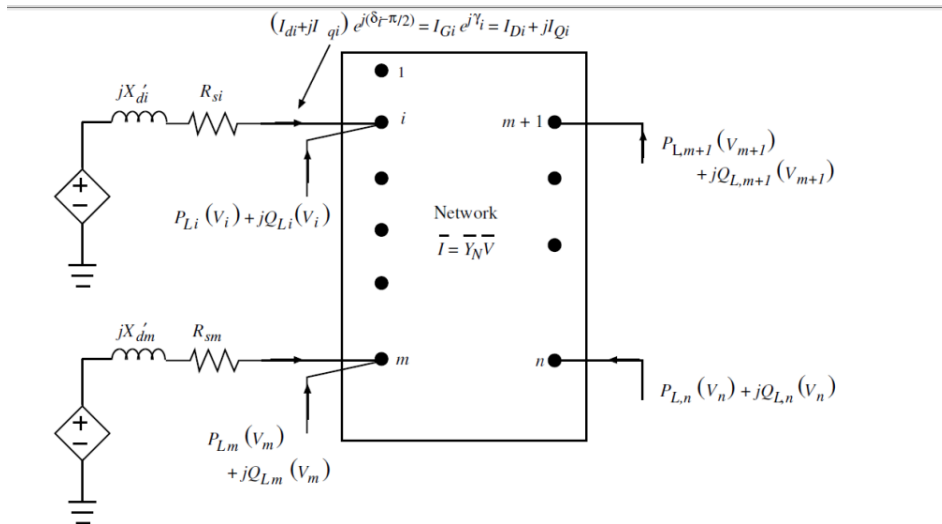 (I_di+jI_qi) e^j(δ_i–π/2) = I_Gi e^jγ_i = I_Di + jI_Qi
jX′_di
R_si
1
i
m + 1
P_L,m+1 (V_m+1)
+ jQ_L,m+1 (V_m+1)
P_Li (V_i) + jQ_Li (V_i)
Network
I̅ = Y̅_N V̅
jX′_dm
R_sm
m
n
P_L,n (V_n) + jQ_L,n (V_n)
P_Lm (V_m)
+ jQ_Lm (V_m)